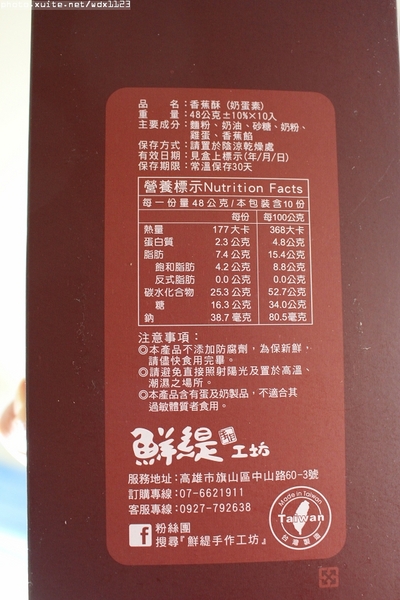 photo.xuite.net/wdx1123
品　　名：香蕉酥（奶蛋素）
重　　量：48公克±10%×10入
主要成分：麵粉、奶油、砂糖、奶粉、
雞蛋、香蕉餡
保存方式：請置於陰涼乾燥處
有效日期：見盒上標示(年/月/日)
保存期限：常溫保存30天
營養標示Nutrition Facts
每一份量48公克/本包裝含10份
每份 每100公克
熱量 177大卡 368大卡
蛋白質 2.3公克 4.8公克
脂肪 7.4公克 15.4公克
飽和脂肪 4.2公克 8.8公克
反式脂肪 0.0公克 0.0公克
碳水化合物 25.3公克 52.7公克
糖 16.3公克 34.0公克
鈉 38.7毫克 80.5毫克
注意事項：
◎本產品不添加防腐劑，為保新鮮，
請儘快食用完畢。
◎請避免直接照射陽光及置於高溫、
潮濕之場所。
◎本產品含有蛋及奶製品，不適合其
過敏體質者食用。
鮮緹手作工坊
服務地址：高雄市旗山區中山路60-3號
訂購專線：07-6621911
客服專線：0927-792638
f 粉絲團
搜尋『鮮緹手作工坊』
Made in Taiwan
Taiwan
台灣製造